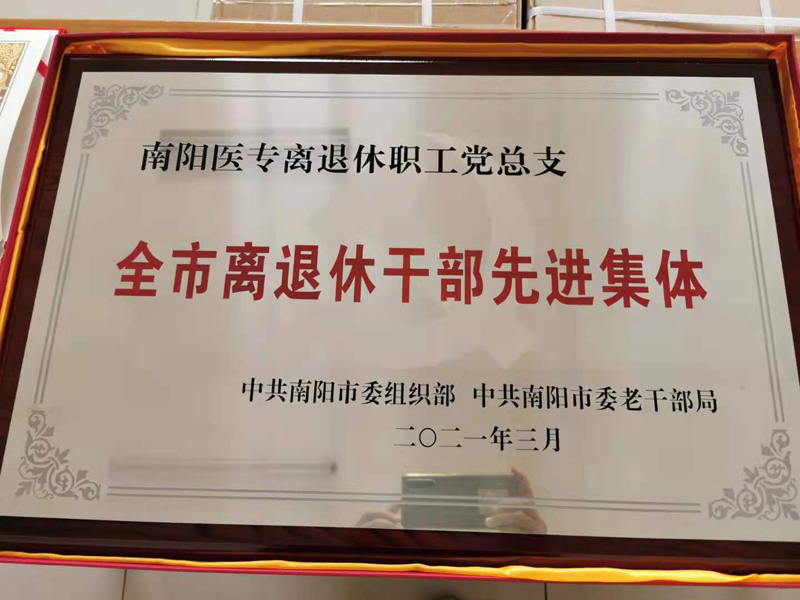 南阳医专离退休职工党总支
全市离退休干部先进集体
中共南阳市委组织部 中共南阳市委老干部局
二〇二一年三月